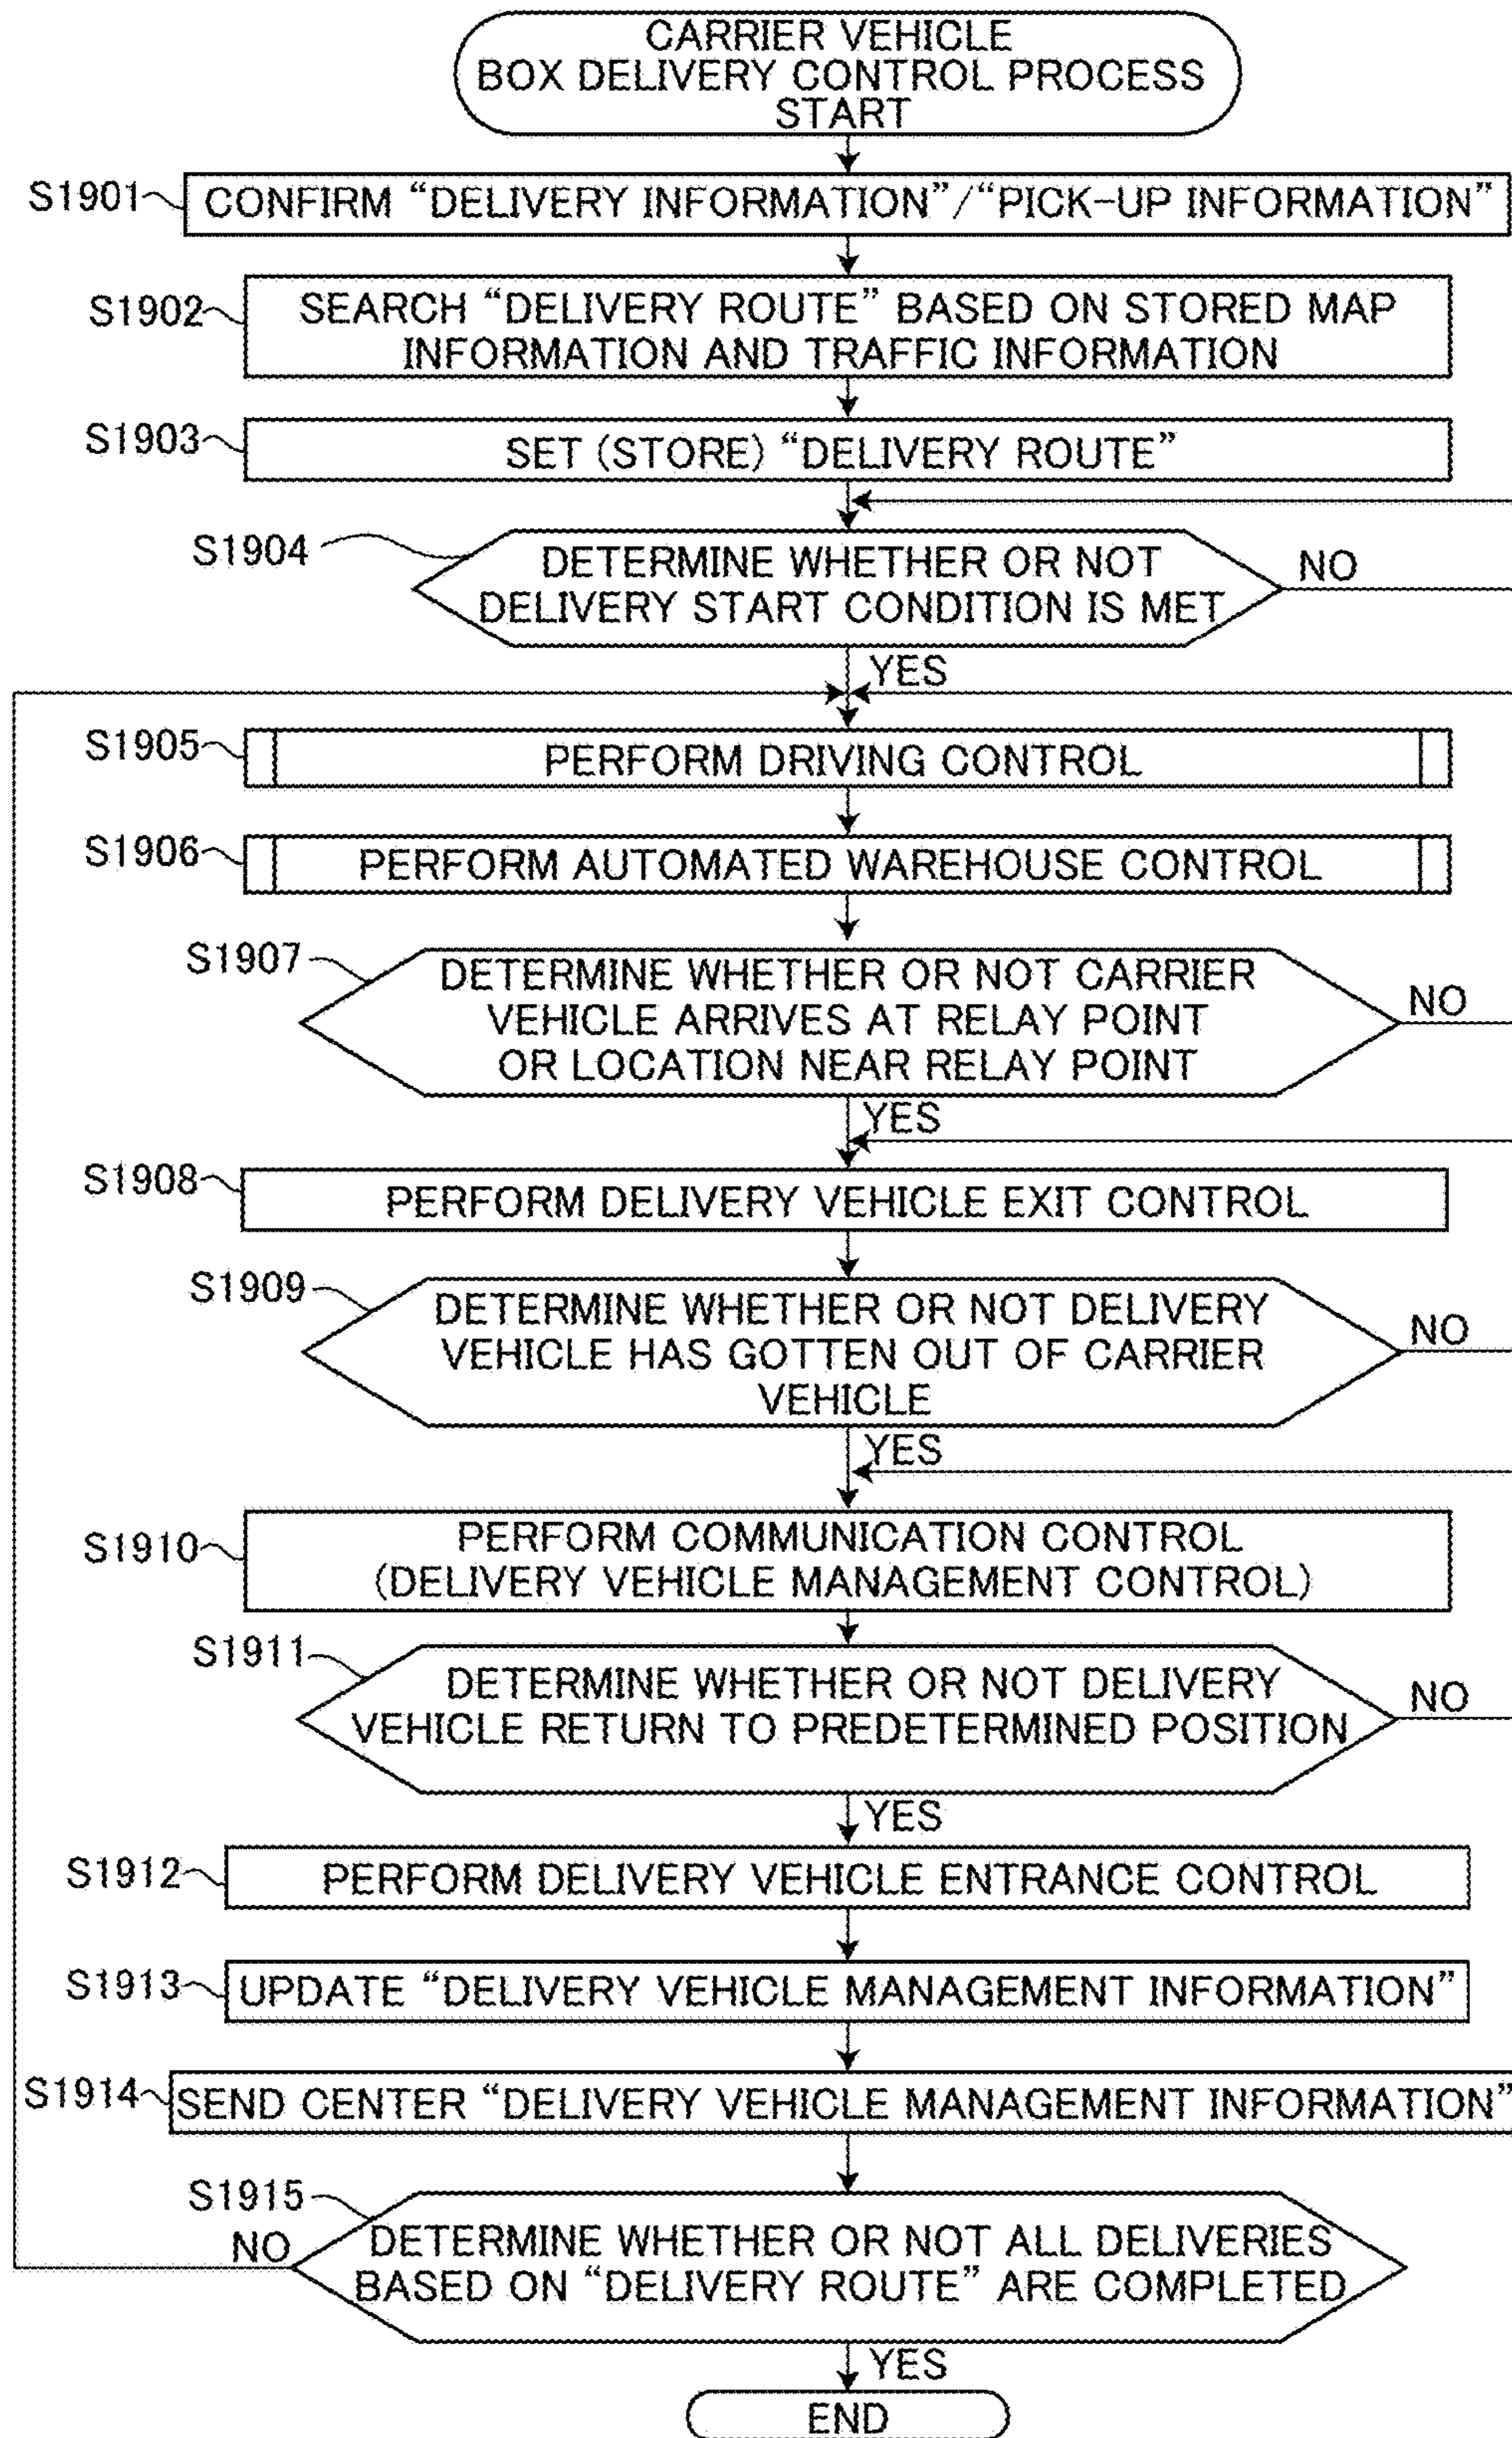 CARRIER VEHICLE
BOX DELIVERY CONTROL PROCESS
START
S1901
CONFIRM “DELIVERY INFORMATION”/“PICK-UP INFORMATION”
S1902
SEARCH “DELIVERY ROUTE” BASED ON STORED MAP
INFORMATION AND TRAFFIC INFORMATION
S1903
SET (STORE) “DELIVERY ROUTE”
S1904
DETERMINE WHETHER OR NOT
DELIVERY START CONDITION IS MET
NO
YES
S1905
PERFORM DRIVING CONTROL
S1906
PERFORM AUTOMATED WAREHOUSE CONTROL
S1907
DETERMINE WHETHER OR NOT CARRIER
VEHICLE ARRIVES AT RELAY POINT
OR LOCATION NEAR RELAY POINT
NO
YES
S1908
PERFORM DELIVERY VEHICLE EXIT CONTROL
S1909
DETERMINE WHETHER OR NOT DELIVERY
VEHICLE HAS GOTTEN OUT OF CARRIER
VEHICLE
NO
YES
S1910
PERFORM COMMUNICATION CONTROL
(DELIVERY VEHICLE MANAGEMENT CONTROL)
S1911
DETERMINE WHETHER OR NOT DELIVERY
VEHICLE RETURN TO PREDETERMINED POSITION
NO
YES
S1912
PERFORM DELIVERY VEHICLE ENTRANCE CONTROL
S1913
UPDATE “DELIVERY VEHICLE MANAGEMENT INFORMATION”
S1914
SEND CENTER “DELIVERY VEHICLE MANAGEMENT INFORMATION”
S1915
NO
DETERMINE WHETHER OR NOT ALL DELIVERIES
BASED ON “DELIVERY ROUTE” ARE COMPLETED
YES
END